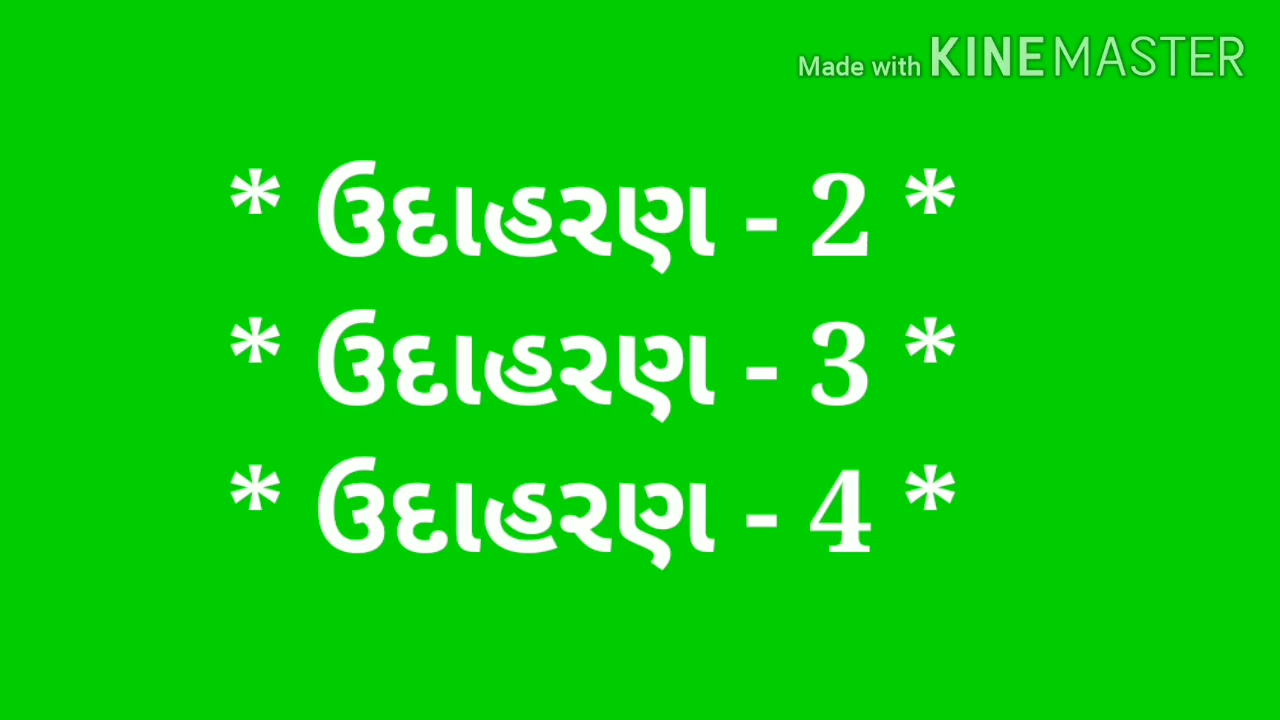 Made with KINEMASTER
* ઉદાહરણ - 2 *
* ઉદાહરણ - 3 *
* ઉદાહરણ - 4 *